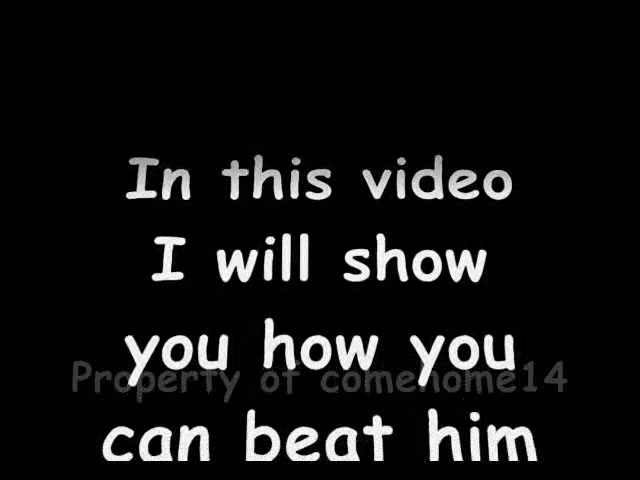 In this video
I will show
you how you
Property of comehome14
can beat him